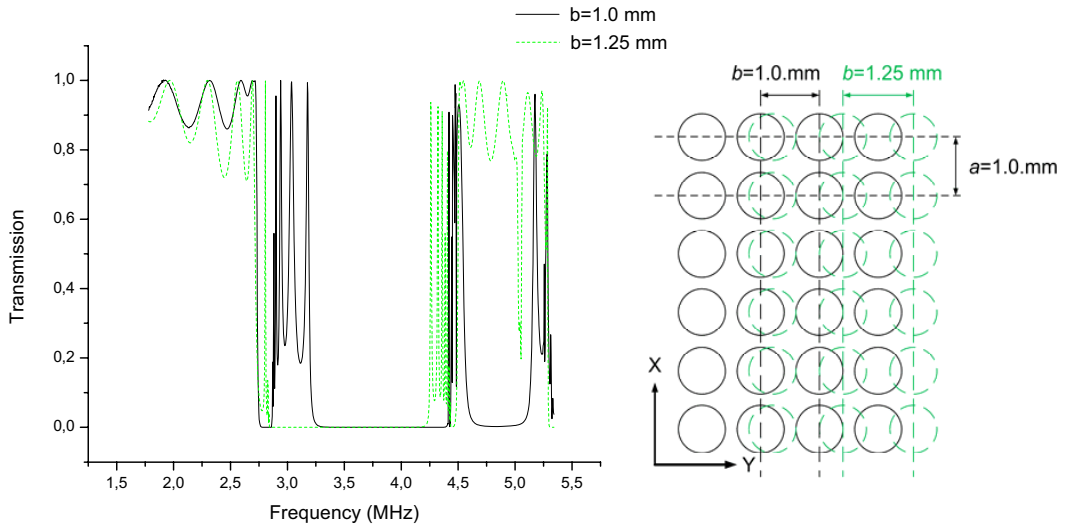 b=1.0 mm
b=1.25 mm
Transmission
1,0
0,8
0,6
0,4
0,2
0,0
1,5 2,0 2,5 3,0 3,5 4,0 4,5 5,0 5,5
Frequency (MHz)
b=1.0.mm b=1.25 mm
a=1.0.mm
X
Y